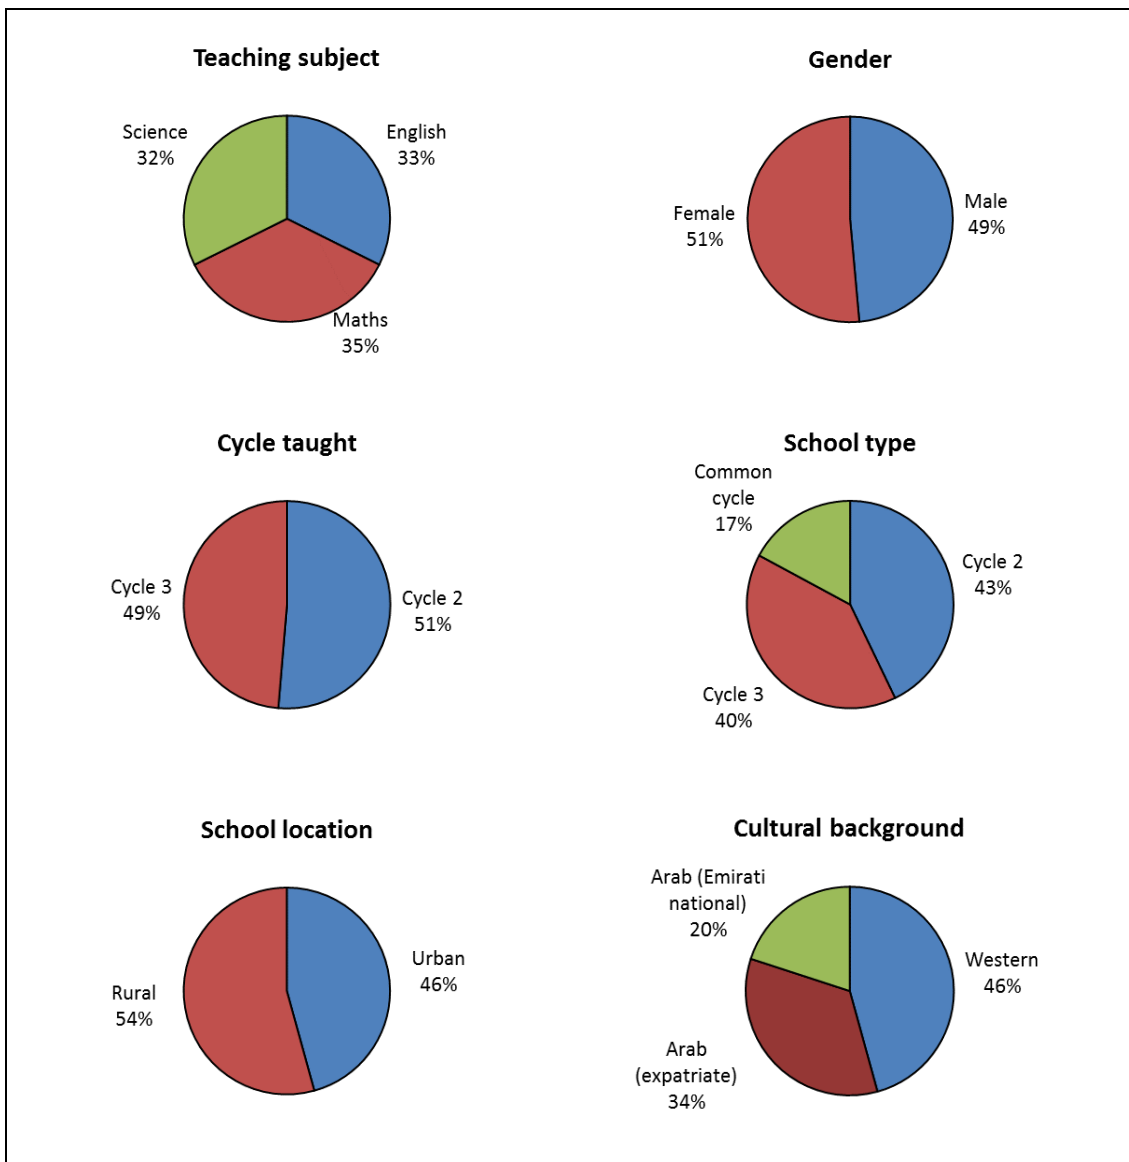 Teaching subject
Science
32%
English
33%
Maths
35%
Gender
Female
51%
Male
49%
Cycle taught
Cycle 3
49%
Cycle 2
51%
School type
Common
cycle
17%
Cycle 2
43%
Cycle 3
40%
School location
Rural
54%
Urban
46%
Cultural background
Arab (Emirati
national)
20%
Western
46%
Arab
(expatriate)
34%